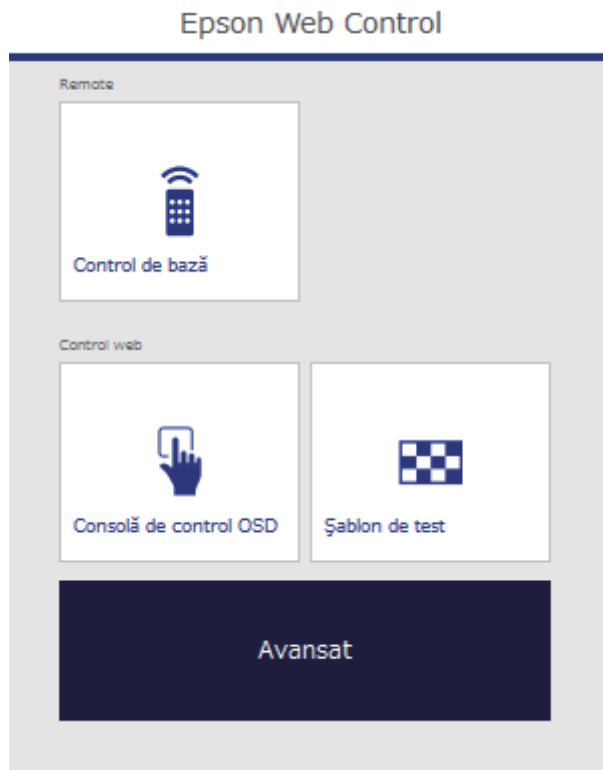 Epson Web Control
Remote
Control de bază
Control web
Consolă de control OSD
Şablon de test
Avansat